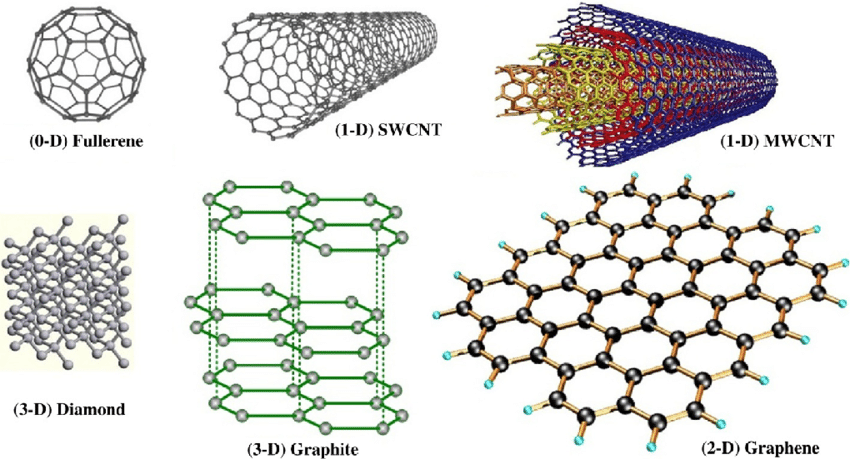 (0-D) Fullerene
(1-D) SWCNT
(1-D) MWCNT
(3-D) Diamond
(3-D) Graphite
(2-D) Graphene